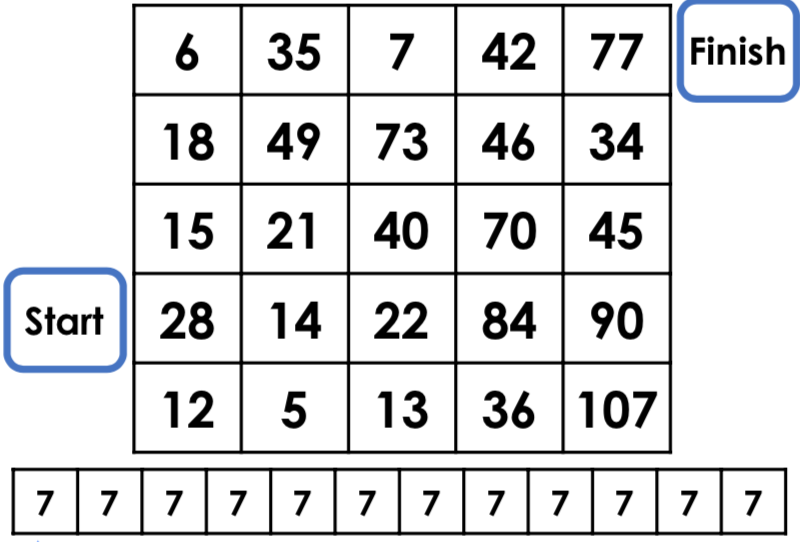 6 35 7 42 77 Finish
18 49 73 46 34
15 21 40 70 45
Start 28 14 22 84 90
12 5 13 36 107
7 7 7 7 7 7 7 7 7 7 7 7